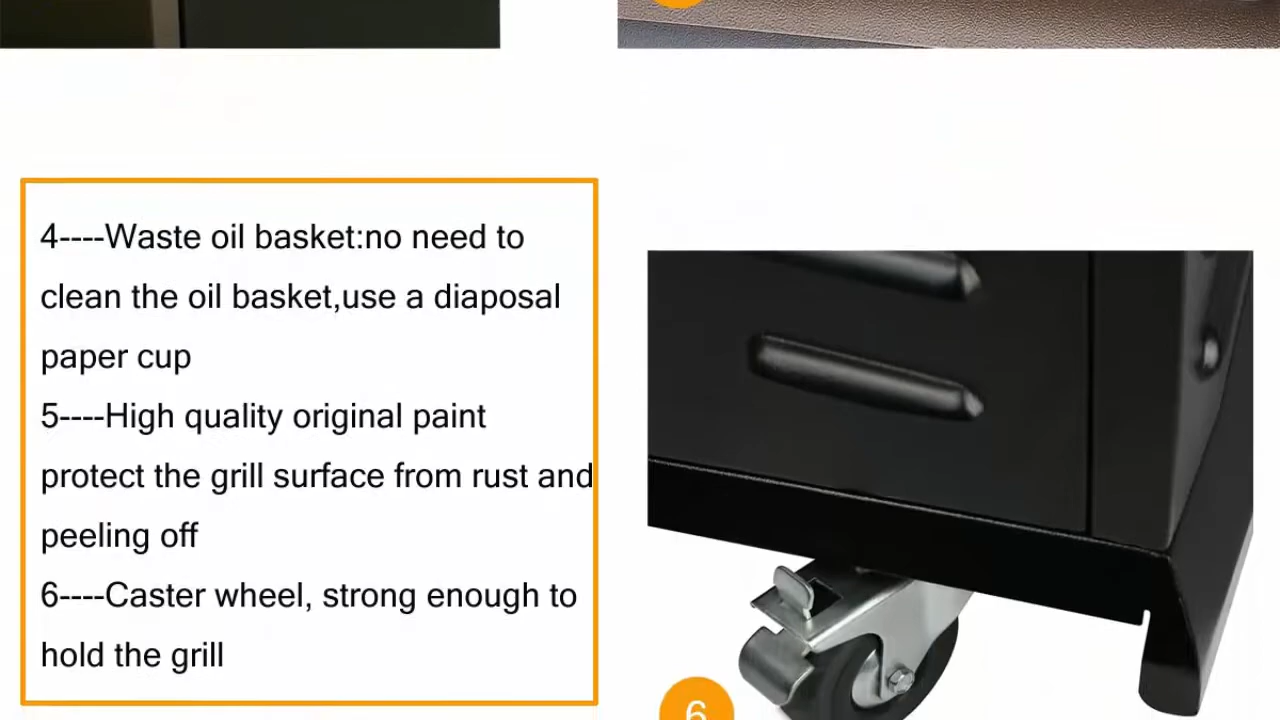 4----Waste oil basket:no need to
clean the oil basket,use a diaposal
paper cup
5----High quality original paint
protect the grill surface from rust and
peeling off
6----Caster wheel, strong enough to
hold the grill
6